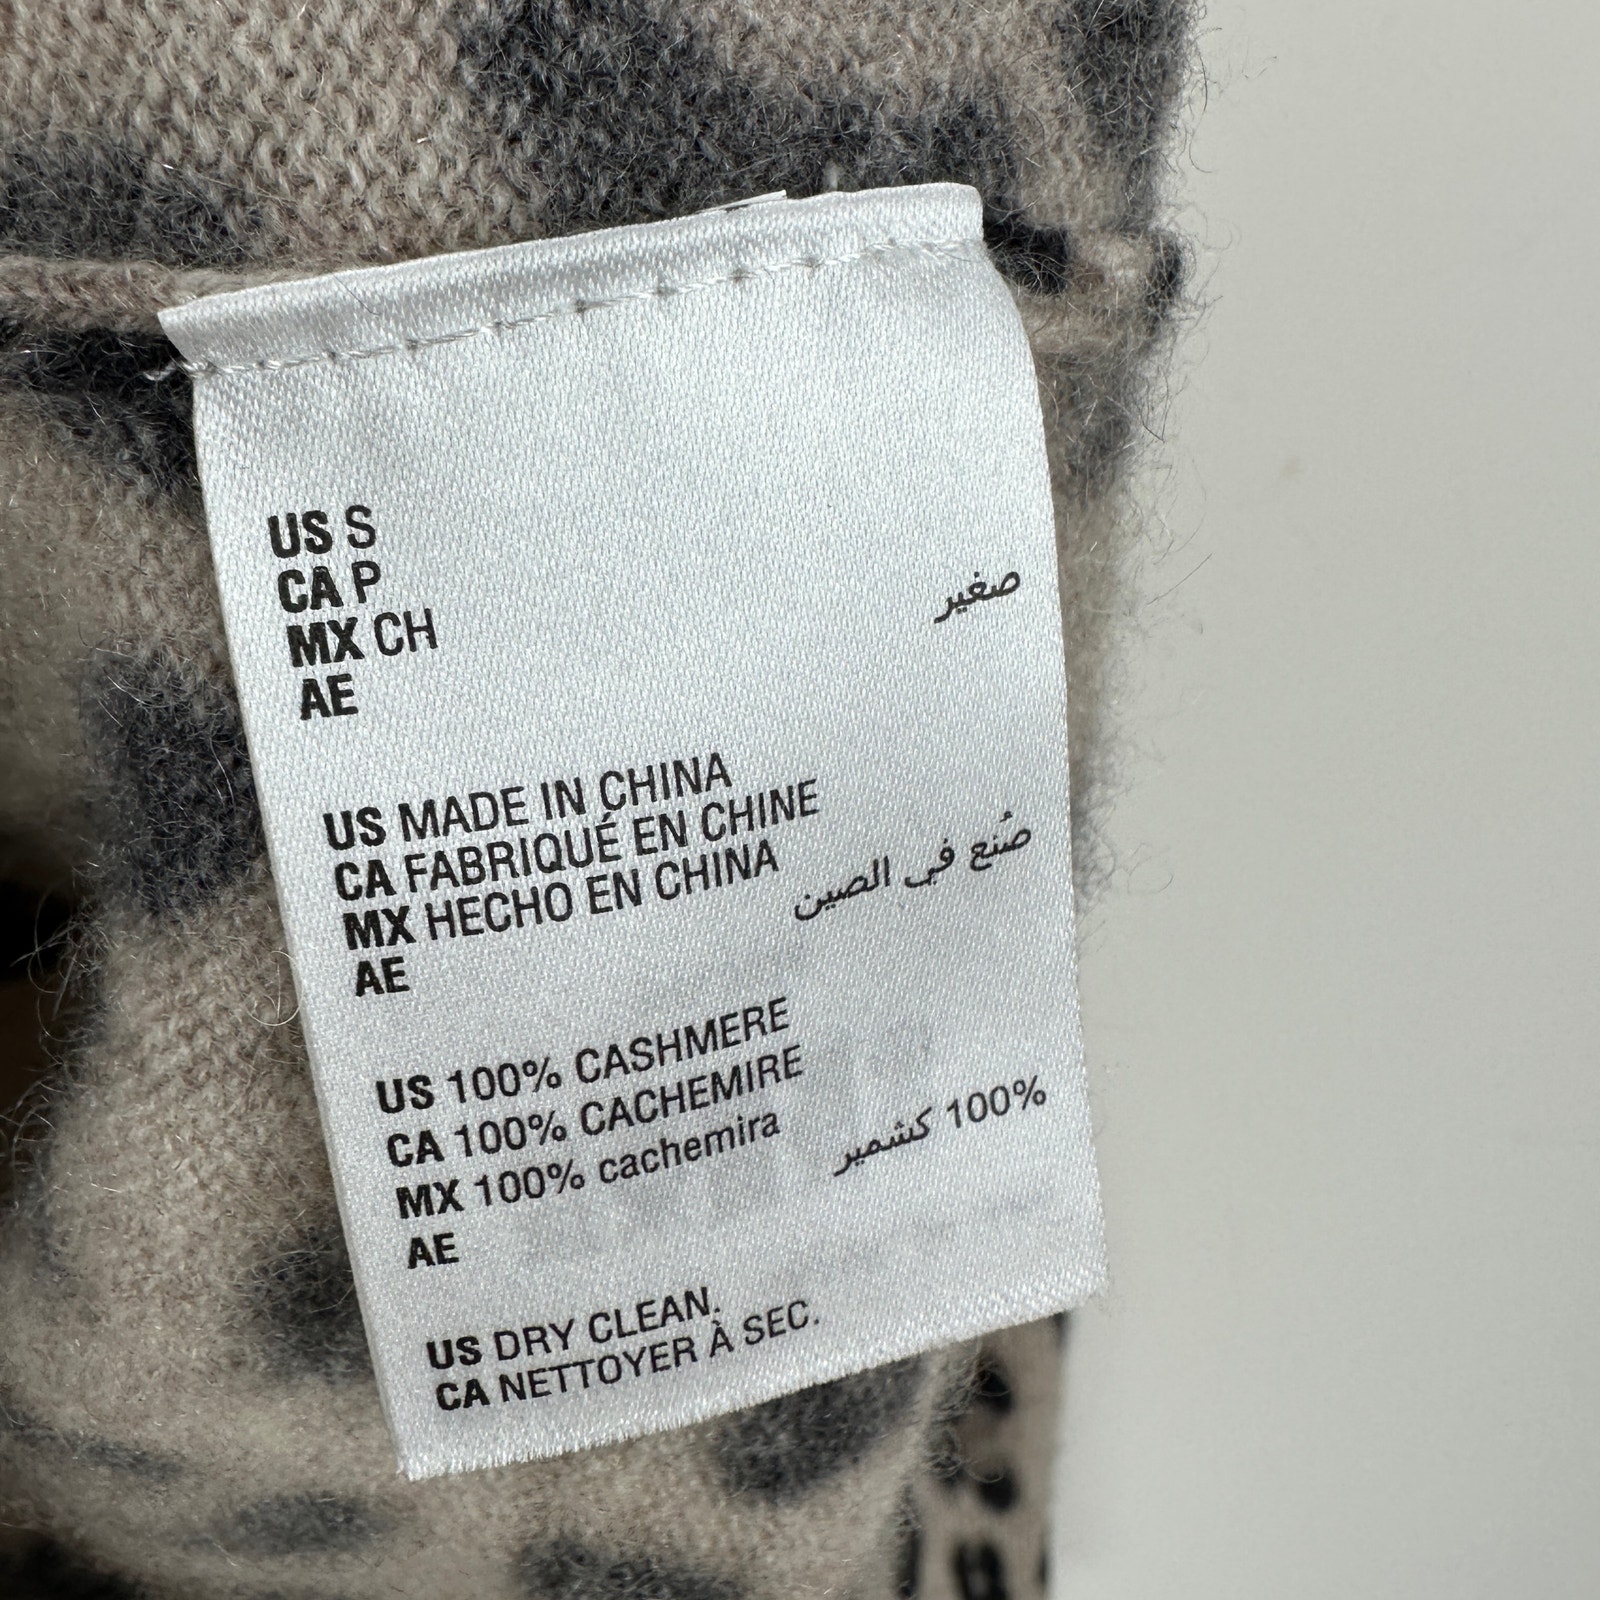 US S
CA P
MX CH
AE صغير
US MADE IN CHINA
CA FABRIQUÉ EN CHINE
MX HECHO EN CHINA
AE صُنع في الصين
US 100% CASHMERE
CA 100% CACHEMIRE
MX 100% cachemira
AE 100% كشمير
US DRY CLEAN.
CA NETTOYER À SEC.